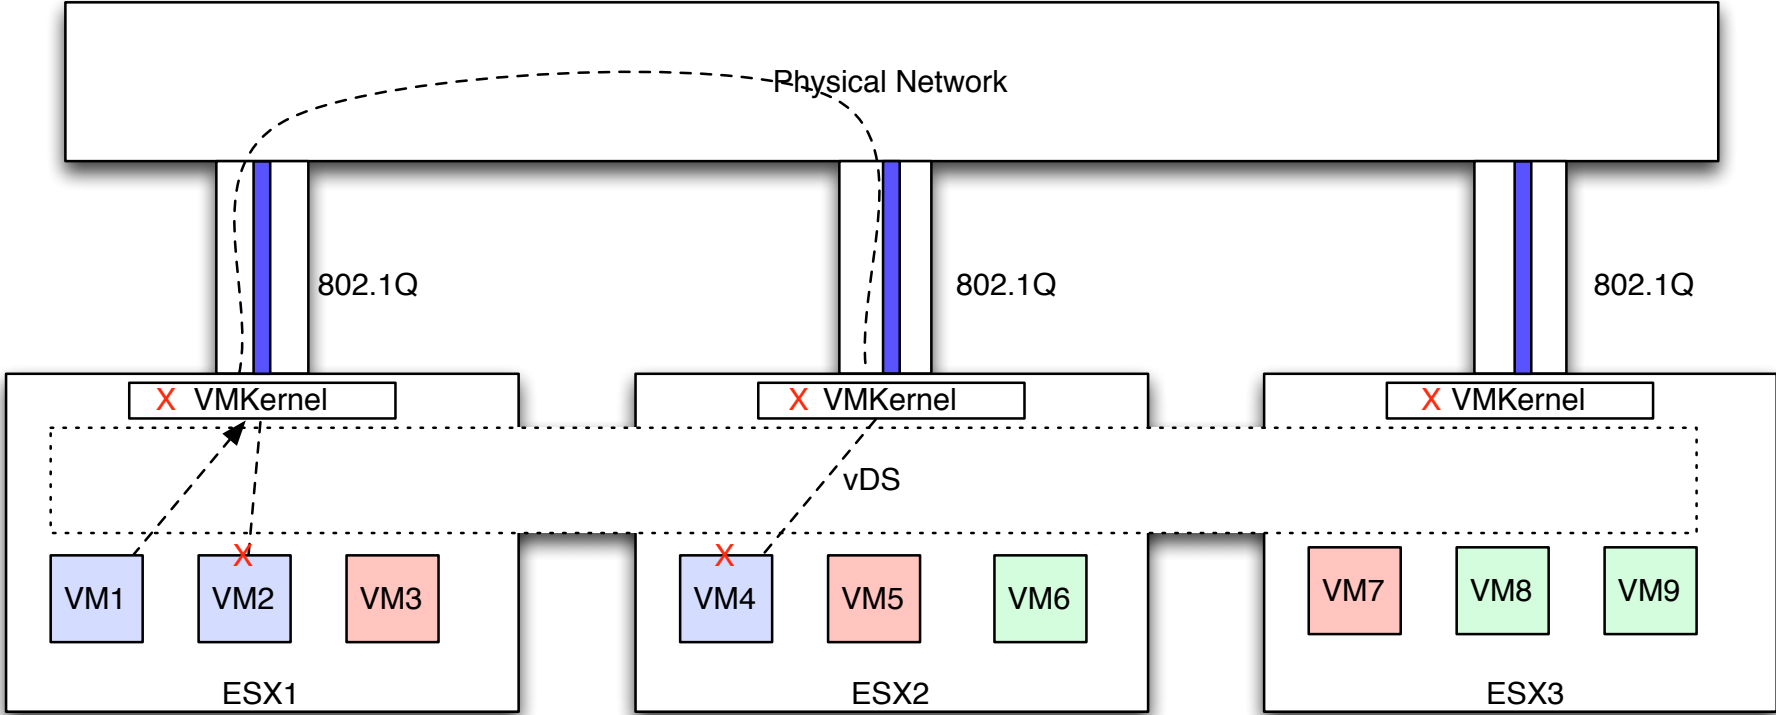 Physical Network
802.1Q
802.1Q
802.1Q
X VMKernel
X VMKernel
X VMKernel
vDS
X
X
VM1
VM2
VM3
VM4
VM5
VM6
VM7
VM8
VM9
ESX1
ESX2
ESX3